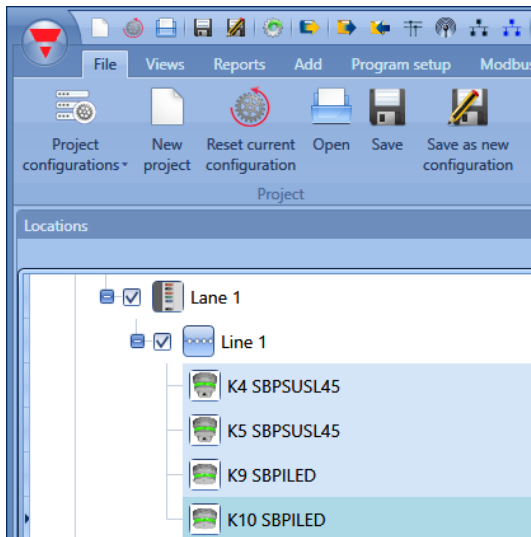 File Views Reports Add Program setup Modbus
Project configurations New project Reset current configuration Open Save Save as new configuration
Project
Locations
Lane 1
Line 1
K4 SBPSUSL45
K5 SBPSUSL45
K9 SBPILED
K10 SBPILED